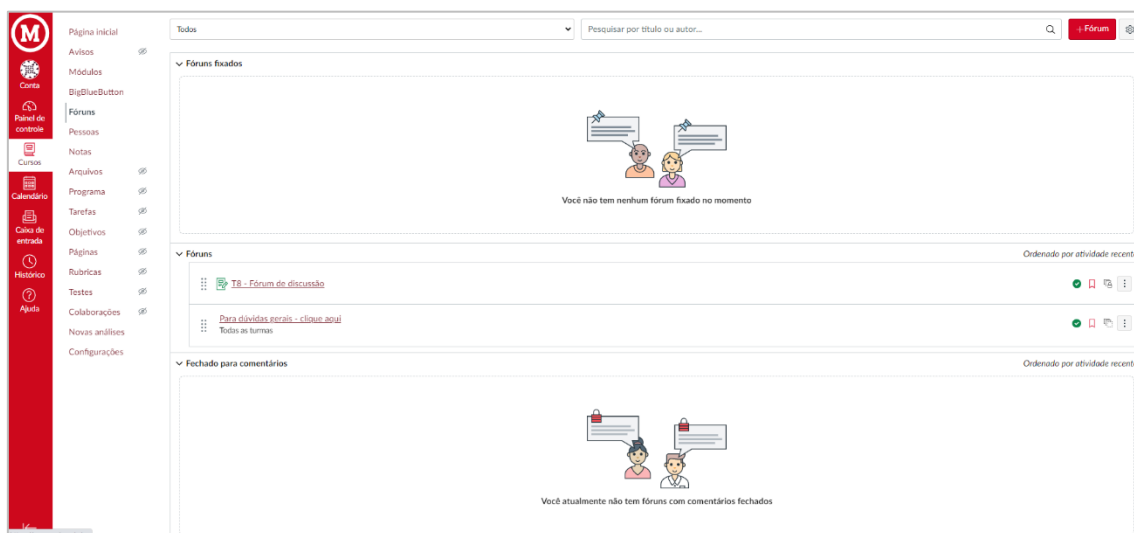 M
Conta
Painel de
controle
Cursos
Calendário
Caixa de
entrada
Histórico
Ajuda
Página inicial
Avisos
Módulos
BigBlueButton
Fóruns
Pessoas
Notas
Arquivos
Programa
Tarefas
Objetivos
Páginas
Rubricas
Testes
Colaborações
Novas análises
Configurações
Todos
Pesquisar por título ou autor...
+Fórum
Fóruns fixados
Você não tem nenhum fórum fixado no momento
Fóruns
Ordenado por atividade recente
T8 - Fórum de discussão
Para dúvidas gerais - clique aqui
Todas as turmas
Fechado para comentários
Ordenado por atividade recente
Você atualmente não tem fóruns com comentários fechados